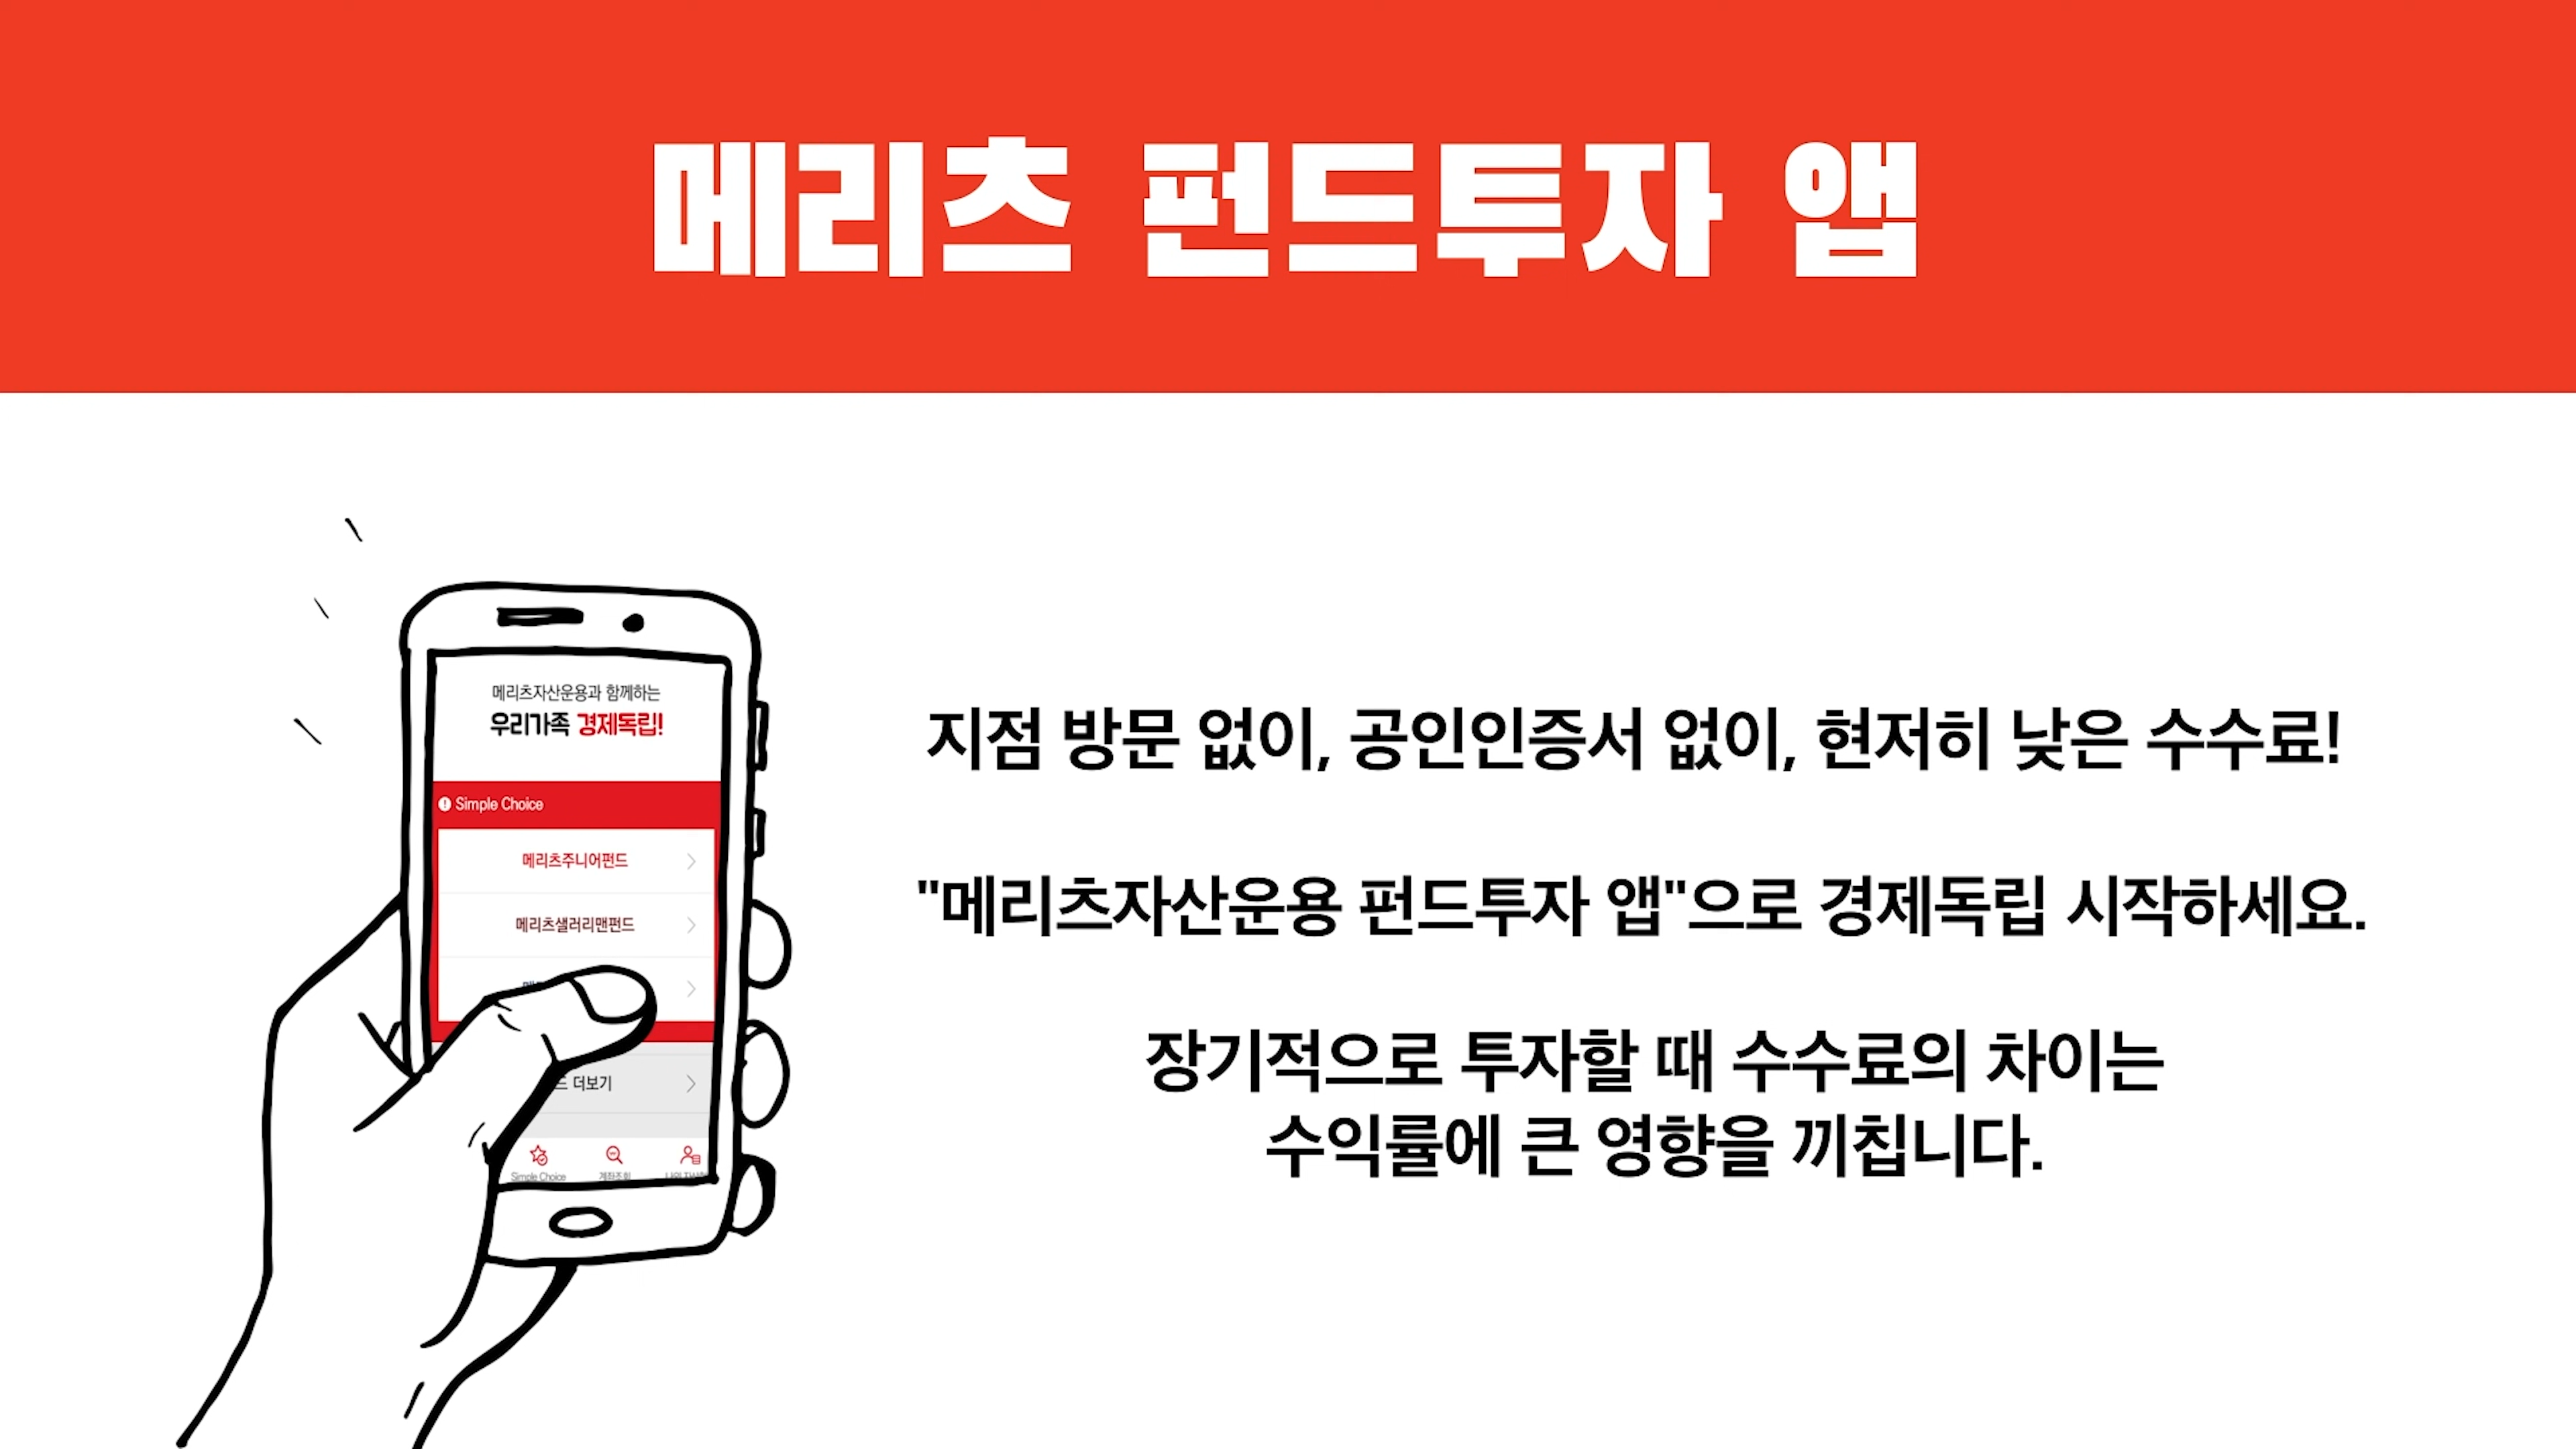 메리츠 펀드투자 앱
메리츠자산운용과 함께하는
우리가족 경제독립!
Simple Choice
메리츠주니어펀드
메리츠샐러리맨펀드
더보기
Simple Choice
계좌조회
지점 방문 없이, 공인인증서 없이, 현저히 낮은 수수료!
"메리츠자산운용 펀드투자 앱"으로 경제독립 시작하세요.
장기적으로 투자할 때 수수료의 차이는
수익률에 큰 영향을 끼칩니다.